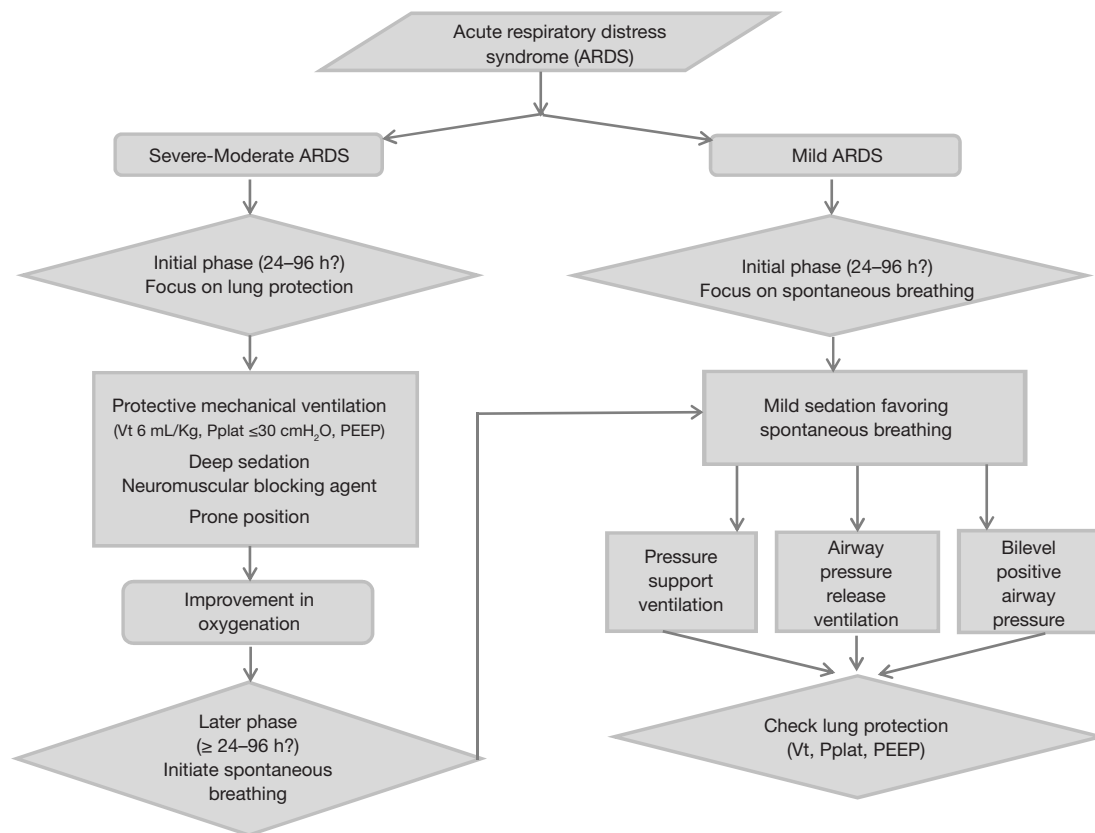 Acute respiratory distress
syndrome (ARDS)
Severe-Moderate ARDS
Mild ARDS
Initial phase (24–96 h?)
Focus on lung protection
Initial phase (24–96 h?)
Focus on spontaneous breathing
Protective mechanical ventilation
(Vt 6 mL/Kg, Pplat ≤30 cmH₂O, PEEP)
Deep sedation
Neuromuscular blocking agent
Prone position
Mild sedation favoring
spontaneous breathing
Pressure
support
ventilation
Airway
pressure
release
ventilation
Bilevel
positive
airway
pressure
Improvement in
oxygenation
Later phase
(≥ 24–96 h?)
Initiate spontaneous
breathing
Check lung protection
(Vt, Pplat, PEEP)